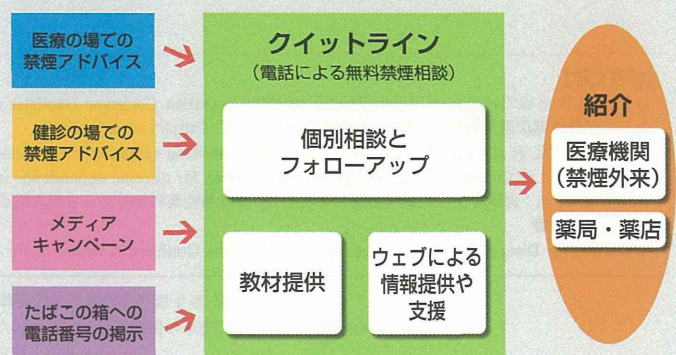 医療の場での
禁煙アドバイス
健診の場での
禁煙アドバイス
メディア
キャンペーン
たばこの箱への
電話番号の掲示
クイットライン
(電話による無料禁煙相談)
個別相談と
フォローアップ
教材提供
ウェブによる
情報提供や
支援
紹介
医療機関
(禁煙外来)
薬局・薬店